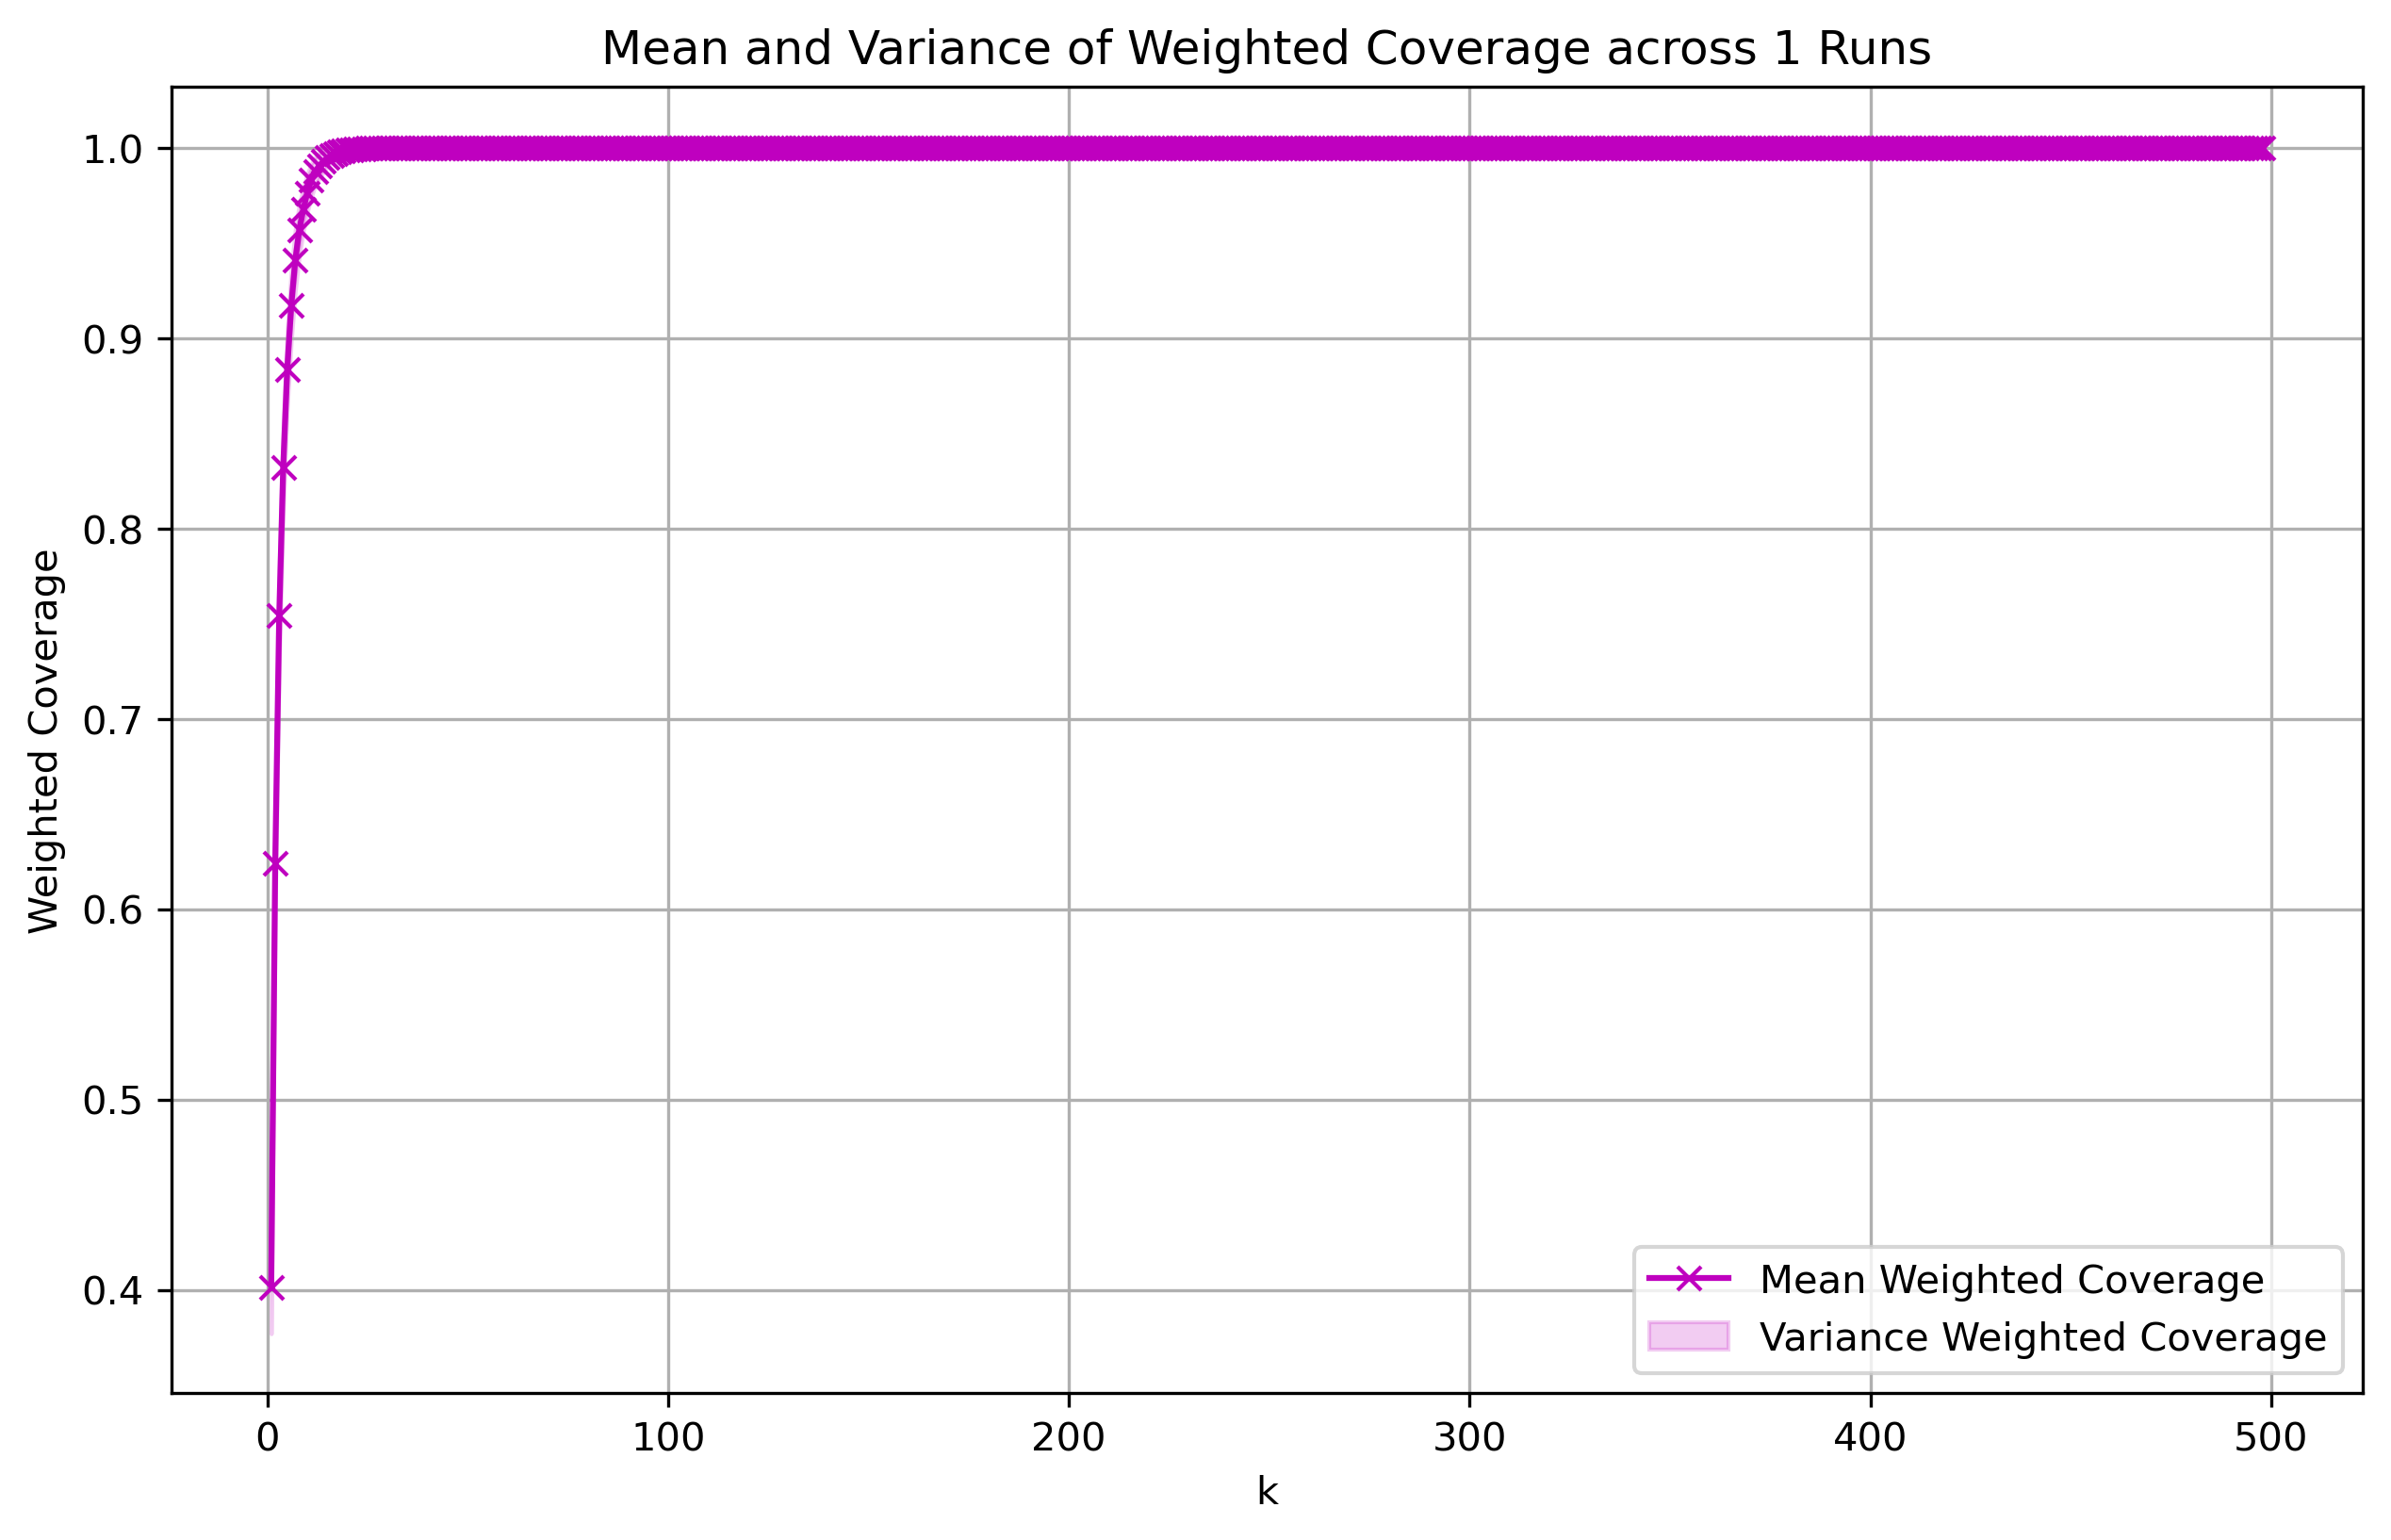 Mean and Variance of Weighted Coverage across 1 Runs
Weighted Coverage
1.0
0.9
0.8
0.7
0.6
0.5
0.4
0
100
200
300
400
500
k
Mean Weighted Coverage
Variance Weighted Coverage